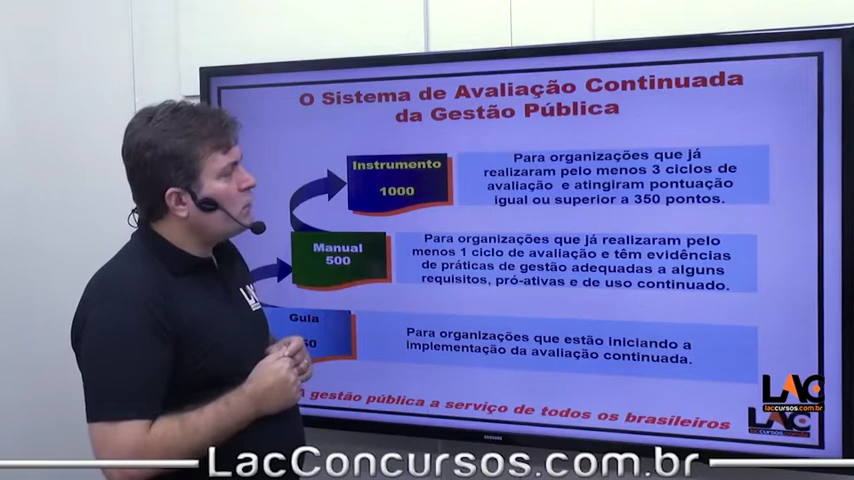 O Sistema de Avaliação Continuada
da Gestão Pública
Instrumento
1000
Para organizações que já
realizaram pelo menos 3 ciclos de
avaliação e atingiram pontuação
igual ou superior a 350 pontos.
Manual
500
Para organizações que já realizaram pelo
menos 1 ciclo de avaliação e têm evidências
de práticas de gestão adequadas a alguns
requisitos, pró-ativas e de uso continuado.
Guia
50
Para organizações que estão iniciando a
implementação da avaliação continuada.
gestão pública a serviço de todos os brasileiros
LAC
laccursos.com.br
LAC
laccursos.com.br
SAMSUNG
LacConcursos.com.br